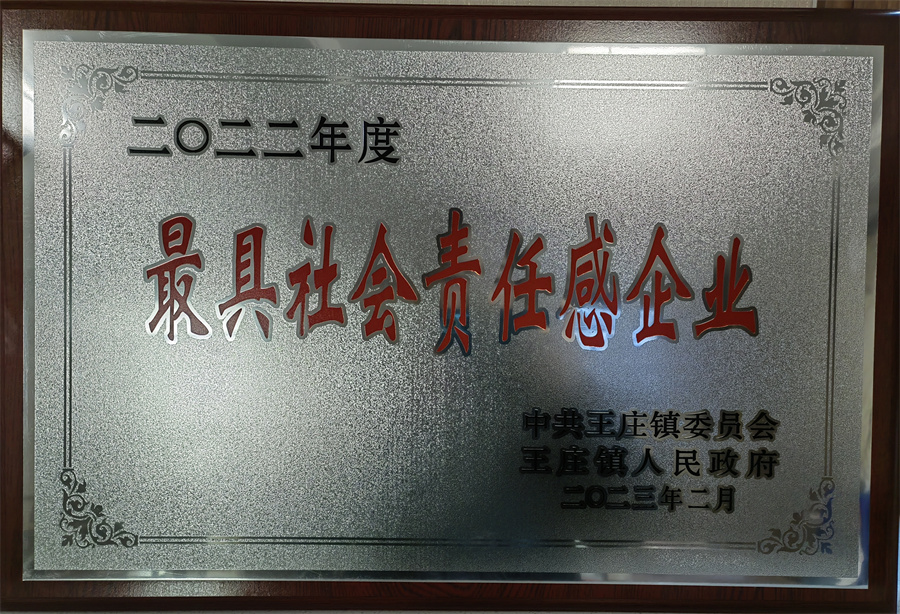 二〇二二年度
最具社会责任感企业
中共王庄镇委员会
王庄镇人民政府
二〇二三年二月